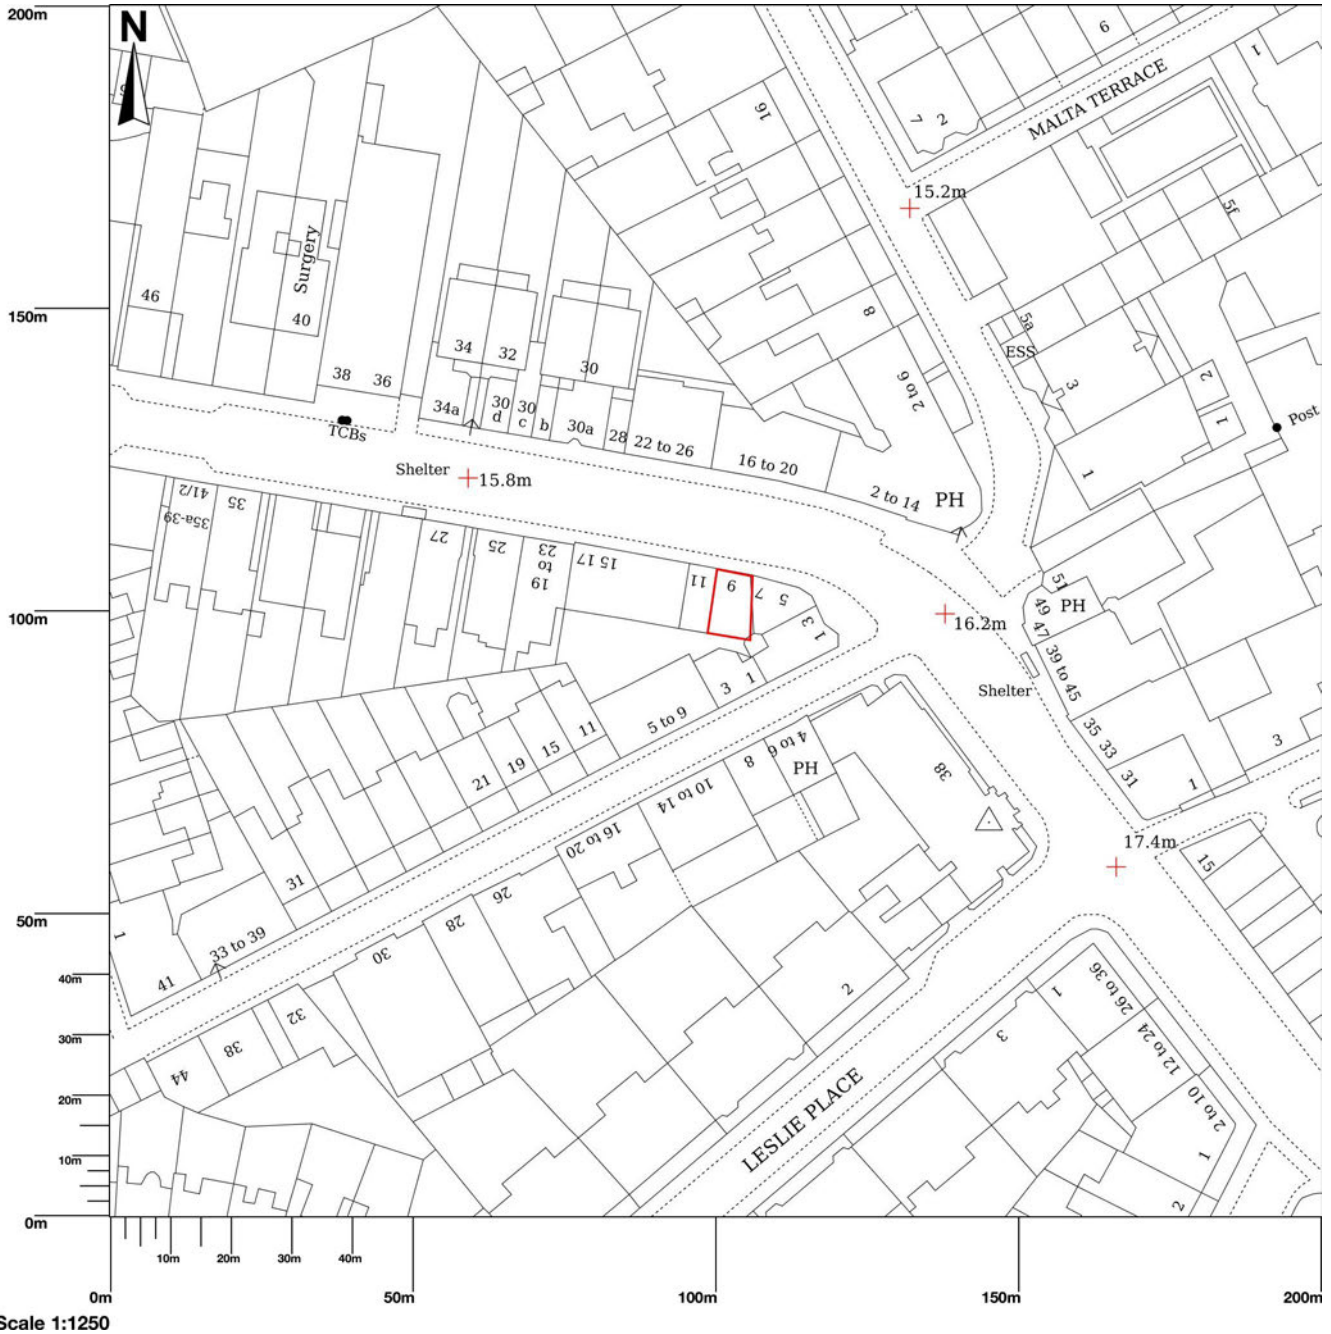 200m
N
6
1
MALTA TERRACE
16
7
2
15.2m
5f
Surgery
46
40
150m
8
5a
ESS
34
32
30
3
2
38
36
2 to 6
34a
30
d
30
c
b
30a
28
22 to 26
1
Post
TCBs
16 to 20
1
Shelter
15.8m
2 to 14
PH
41/2
35
35a-39
27
25
23
to
19
15 17
11
9
7
5
3
1
51
49
47
PH
100m
16.2m
39 to 45
Shelter
3
1
5 to 9
35
33
31
1
3
11
15
19
21
4 to 6
PH
8
10 to 14
38
16 to 20
17.4m
15
31
26
28
50m
1
33 to 39
30
41
40m
2
1
26 to 36
32
30m
38
3
12 to 24
44
20m
LESLIE PLACE
2 to 10
10m
1
2
0m
10m
20m
30m
40m
0m
50m
100m
150m
200m
Scale 1:1250